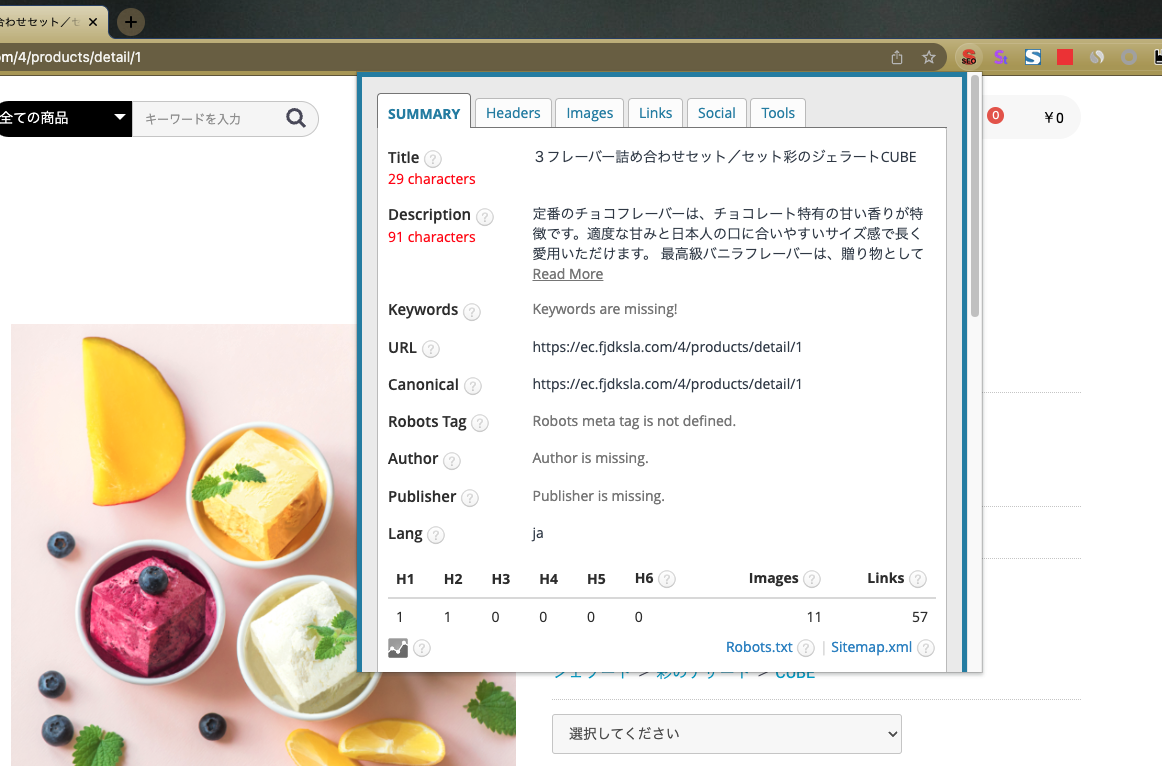 合わせセット／セ
om/4/products/detail/1
SEO
St
S
全ての商品
キーワードを入力
0
￥0
SUMMARY
Headers
Images
Links
Social
Tools
Title ?
３フレーバー詰め合わせセット／セット彩のジェラートCUBE
29 characters
Description ?
定番のチョコフレーバーは、チョコレート特有の甘い香りが特
徴です。適度な甘みと日本人の口に合いやすいサイズ感で長く
愛用いただけます。 最高級バニラフレーバーは、贈り物として
91 characters
Read More
Keywords ?
Keywords are missing!
URL ?
https://ec.fjdksla.com/4/products/detail/1
Canonical ?
https://ec.fjdksla.com/4/products/detail/1
Robots Tag ?
Robots meta tag is not defined.
Author ?
Author is missing.
Publisher ?
Publisher is missing.
Lang ?
ja
H1 H2 H3 H4 H5 H6 ? Images ? Links ?
1 1 0 0 0 0 11 57
? Robots.txt ? | Sitemap.xml ?
ジェラート > 彩のデザート > CUBE
選択してください